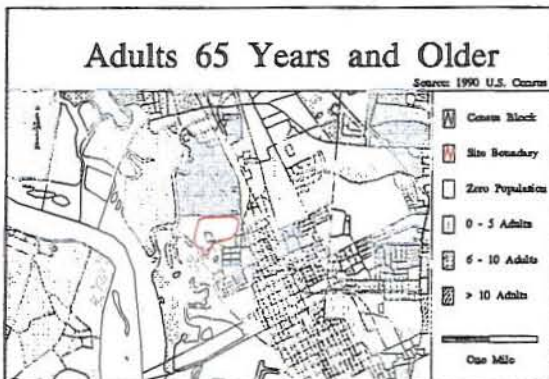 Adults 65 Years and Older
Source: 1990 U.S. Census
Census Block
Site Boundary
Zero Population
0 - 5 Adults
6 - 10 Adults
> 10 Adults
One Mile